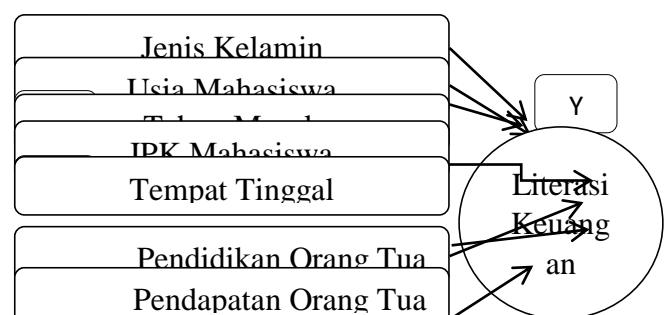 Jenis Kelamin
Usia Mahasiswa
IPK Mahasiswa
Tempat Tinggal
Pendidikan Orang Tua
Pendapatan Orang Tua
Y
Literasi
Keuang
an